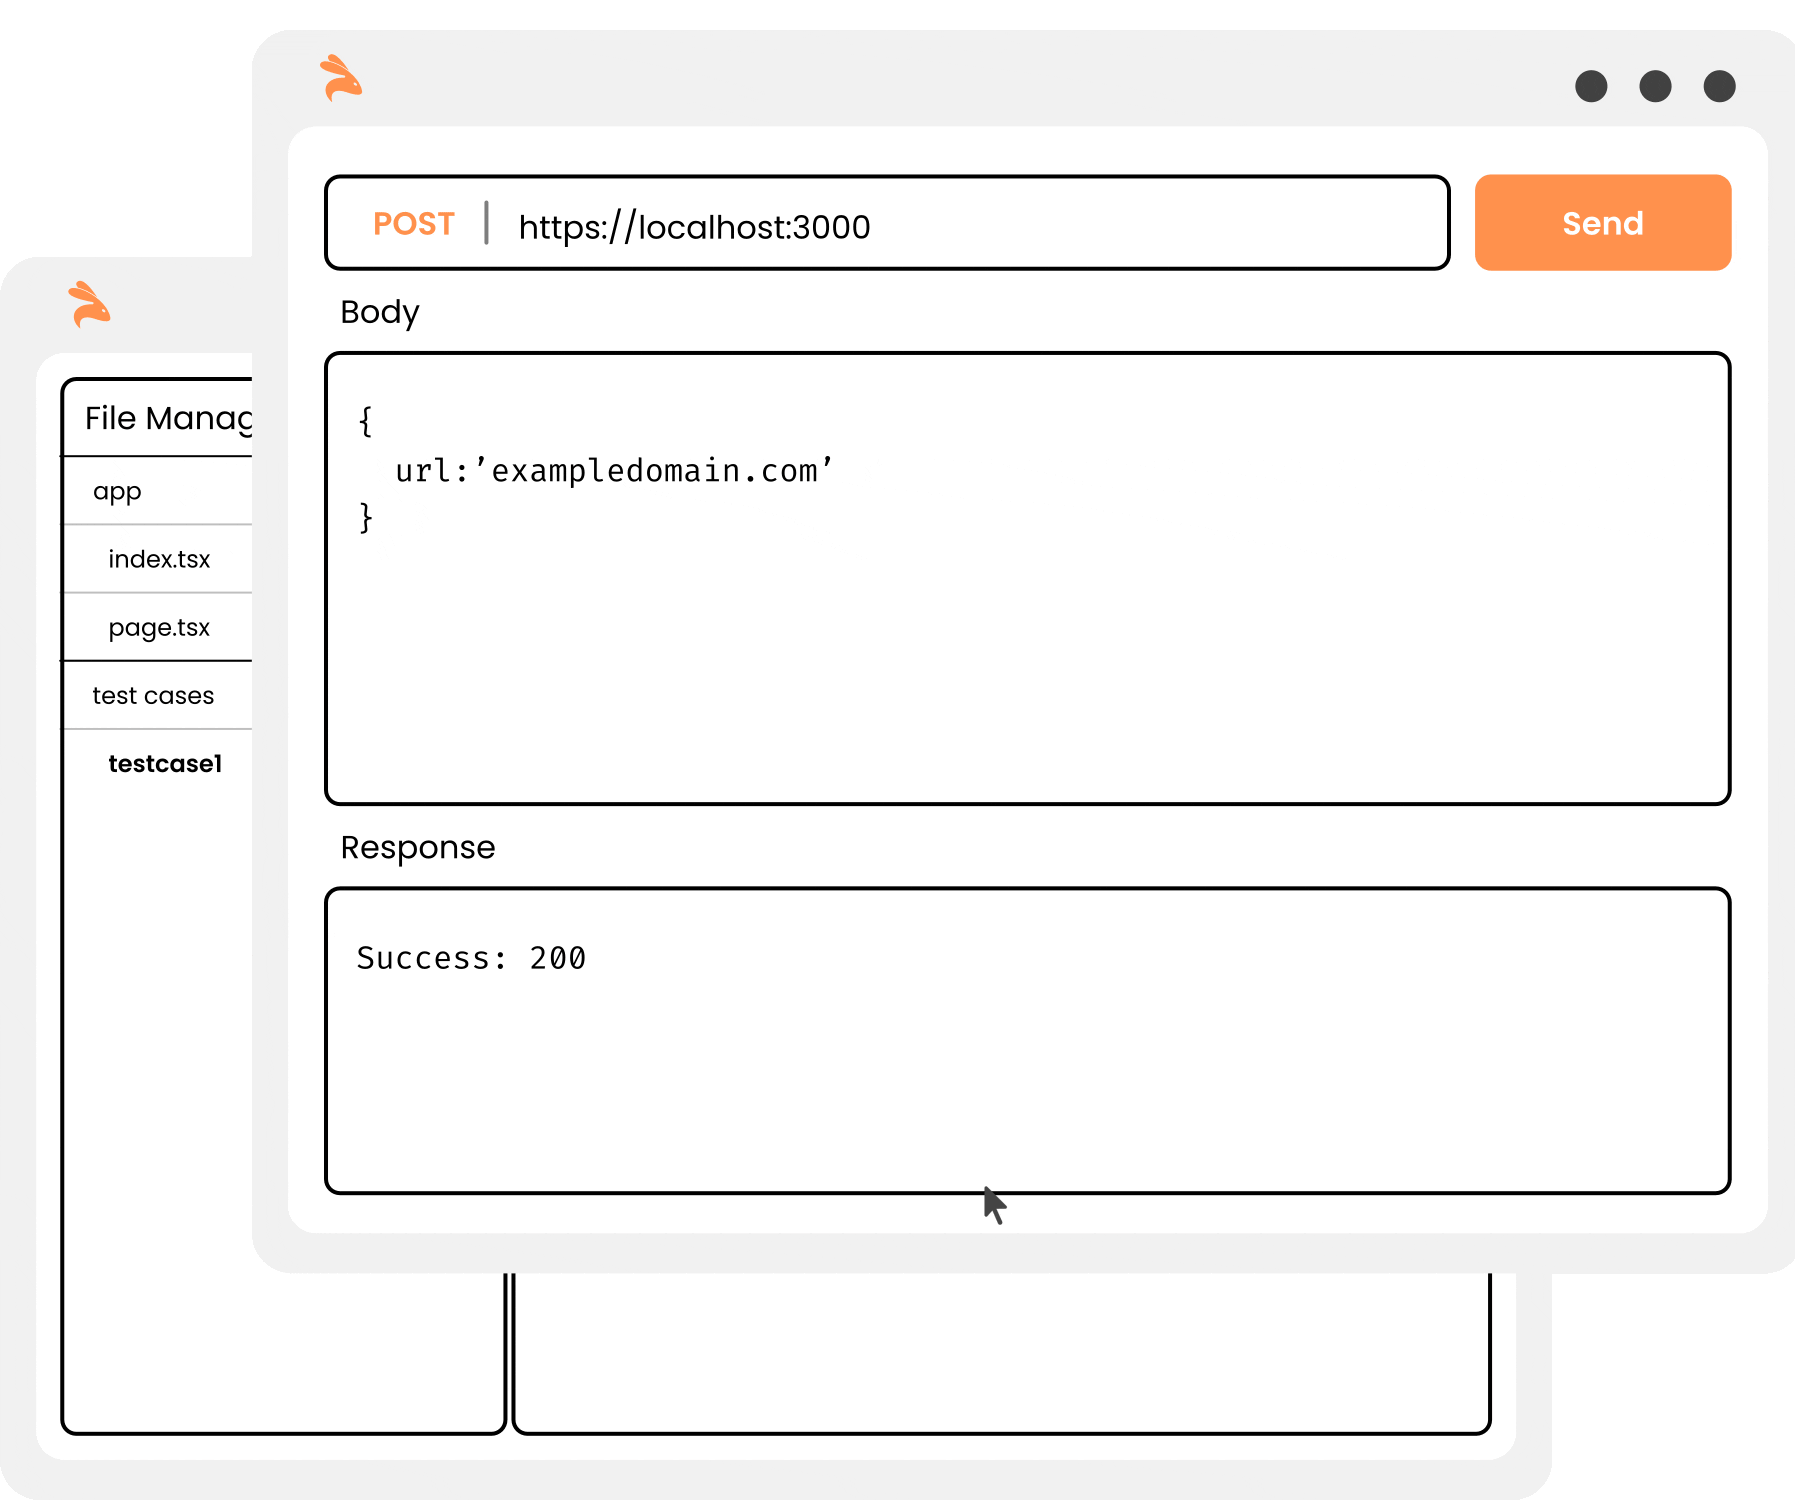 POST | https://localhost:3000
Send
Body
{
url:’exampledomain.com’
}
Response
Success: 200
File Manag
app
index.tsx
page.tsx
test cases
testcase1